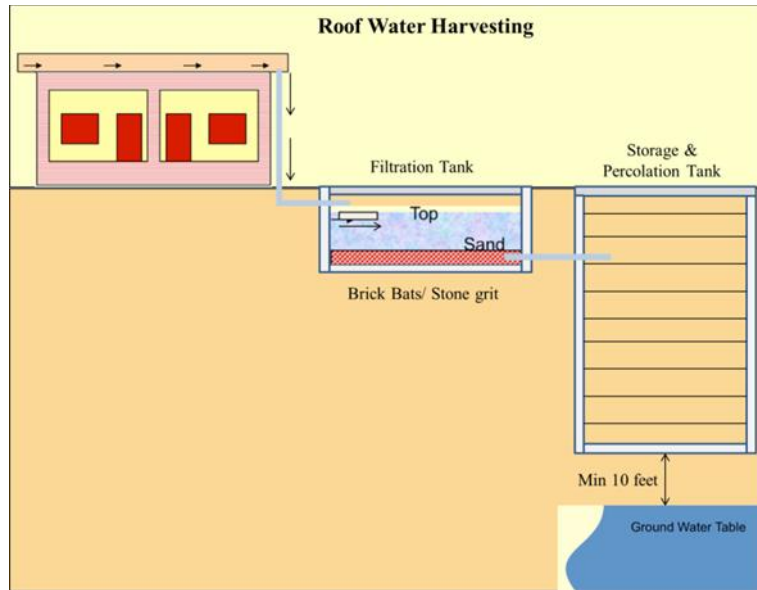 Roof Water Harvesting
Filtration Tank
Storage &
Percolation Tank
Top
Sand
Brick Bats/ Stone grit
Min 10 feet
Ground Water Table